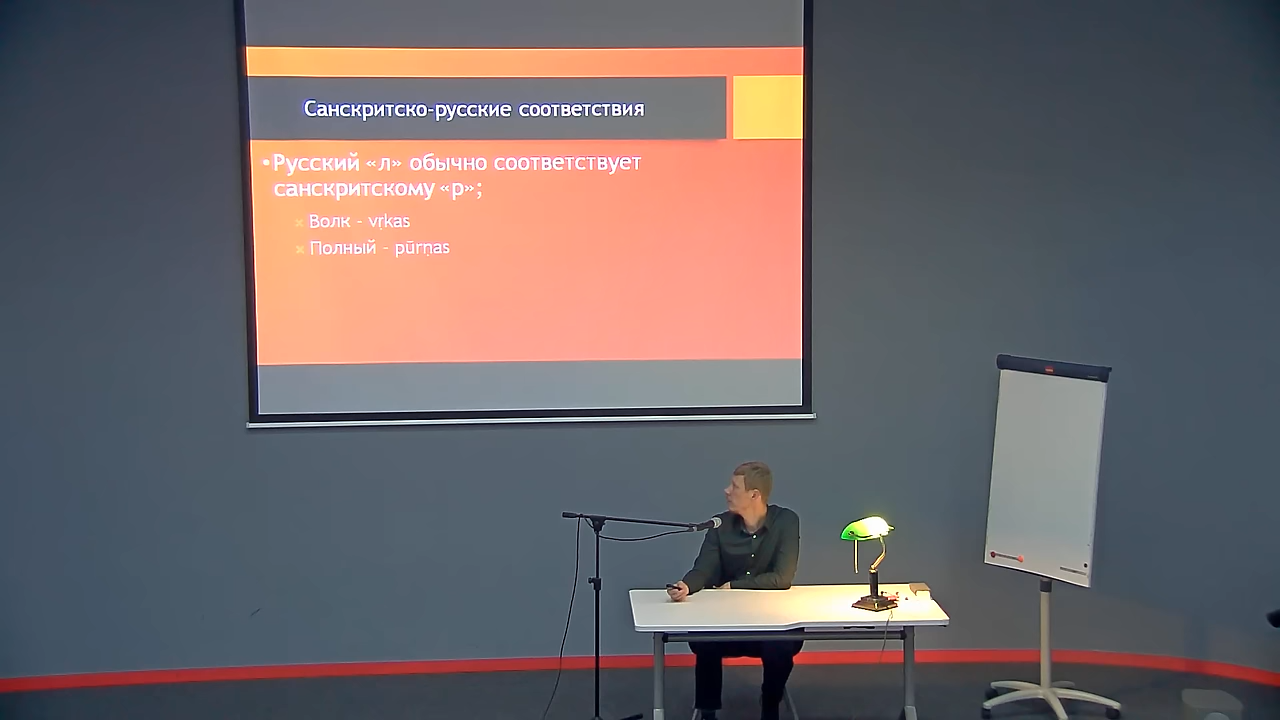 Санскритско-русские соответствия
•Русский «л» обычно соответствует
санскритскому «р»;
Волк - vṛkas
Полный - pūrṇas